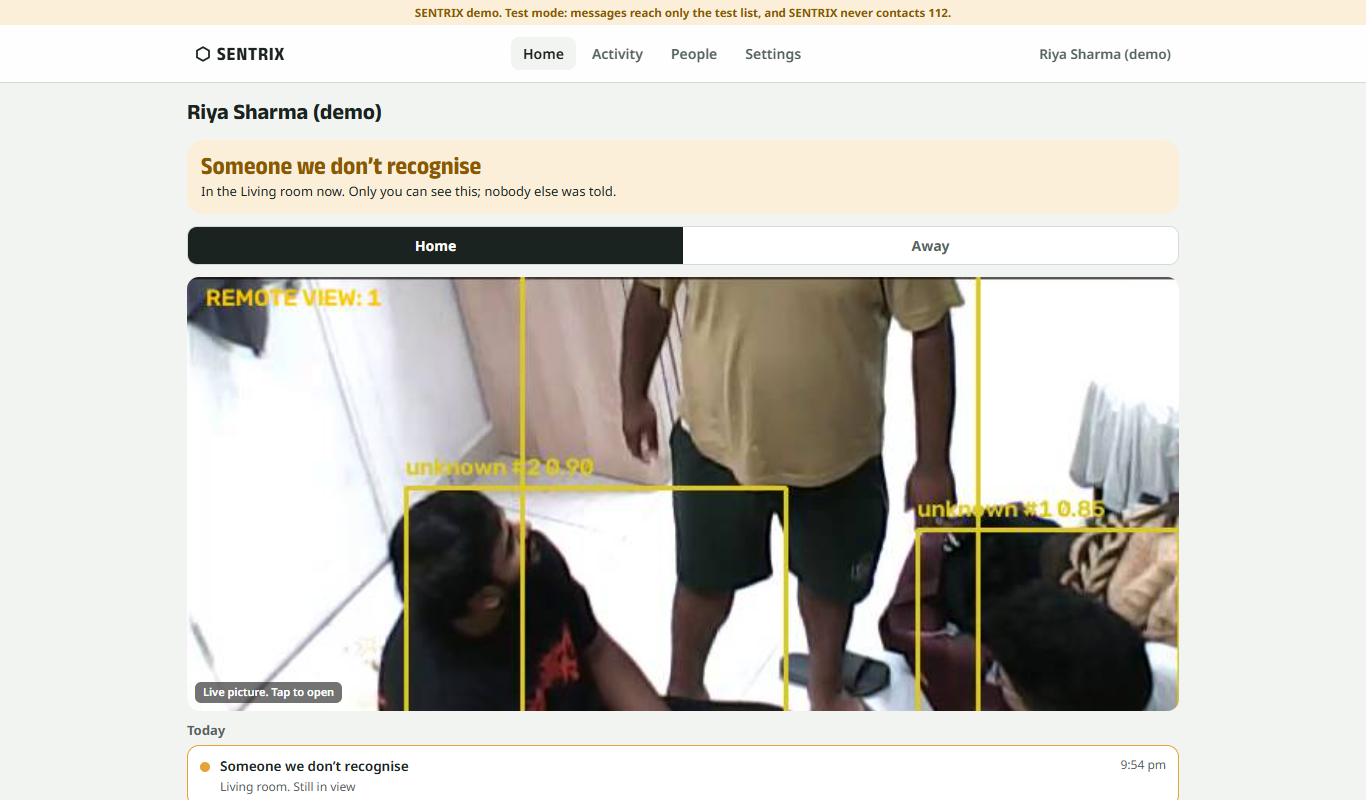 SENTRIX demo. Test mode: messages reach only the test list, and SENTRIX never contacts 112.
SENTRIX
Home
Activity
People
Settings
Riya Sharma (demo)
Riya Sharma (demo)
Someone we don’t recognise
In the Living room now. Only you can see this; nobody else was told.
Home
Away
REMOTE VIEW: 1
unknown #2 0.90
unknown #1 0.85
Live picture. Tap to open
Today
Someone we don’t recognise
9:54 pm
Living room. Still in view